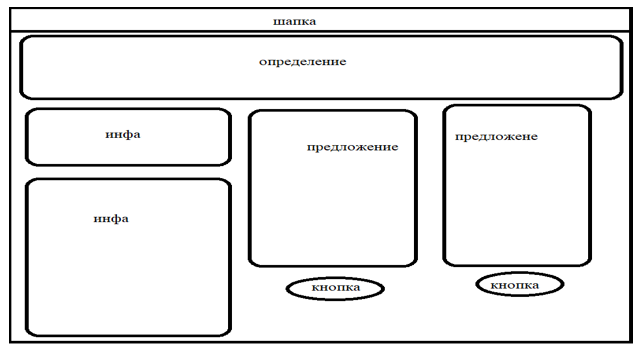 шапка
определение
инфа
предложение
предложене
инфа
кнопка
кнопка